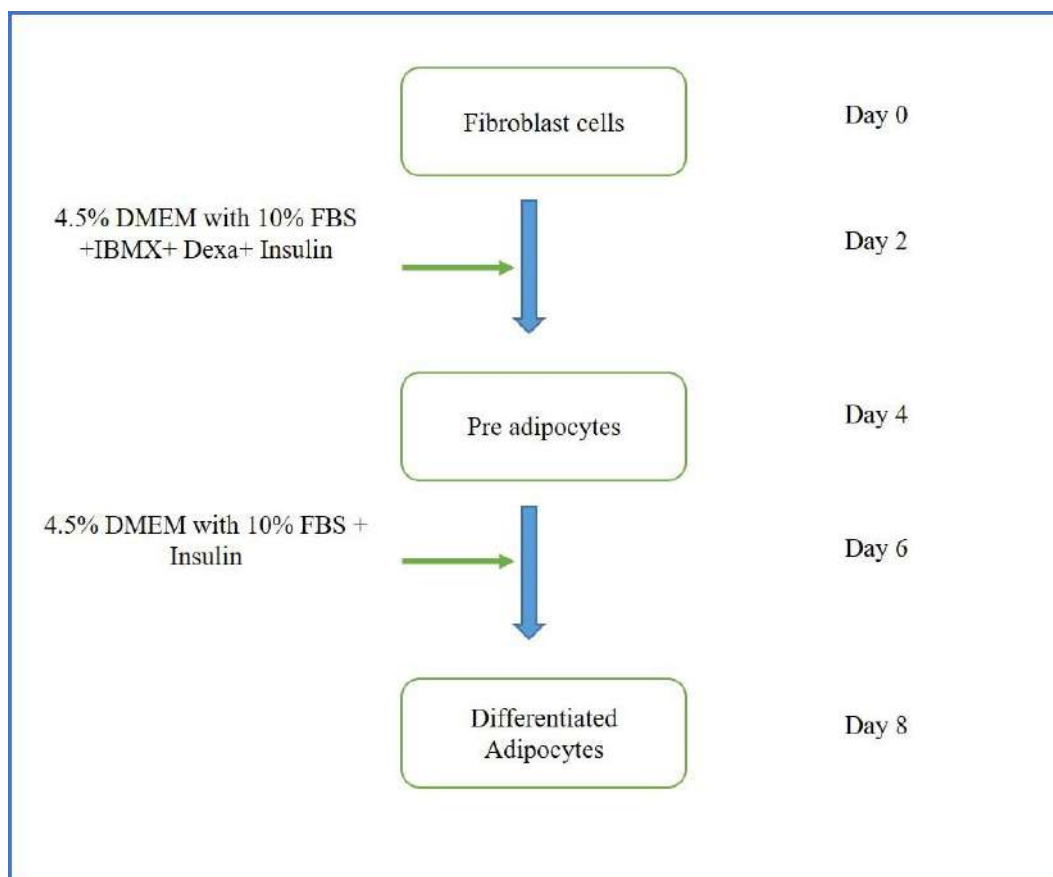 Fibroblast cells
Day 0
4.5% DMEM with 10% FBS
+IBMX+ Dexa+ Insulin
Day 2
Pre adipocytes
Day 4
4.5% DMEM with 10% FBS +
Insulin
Day 6
Differentiated
Adipocytes
Day 8